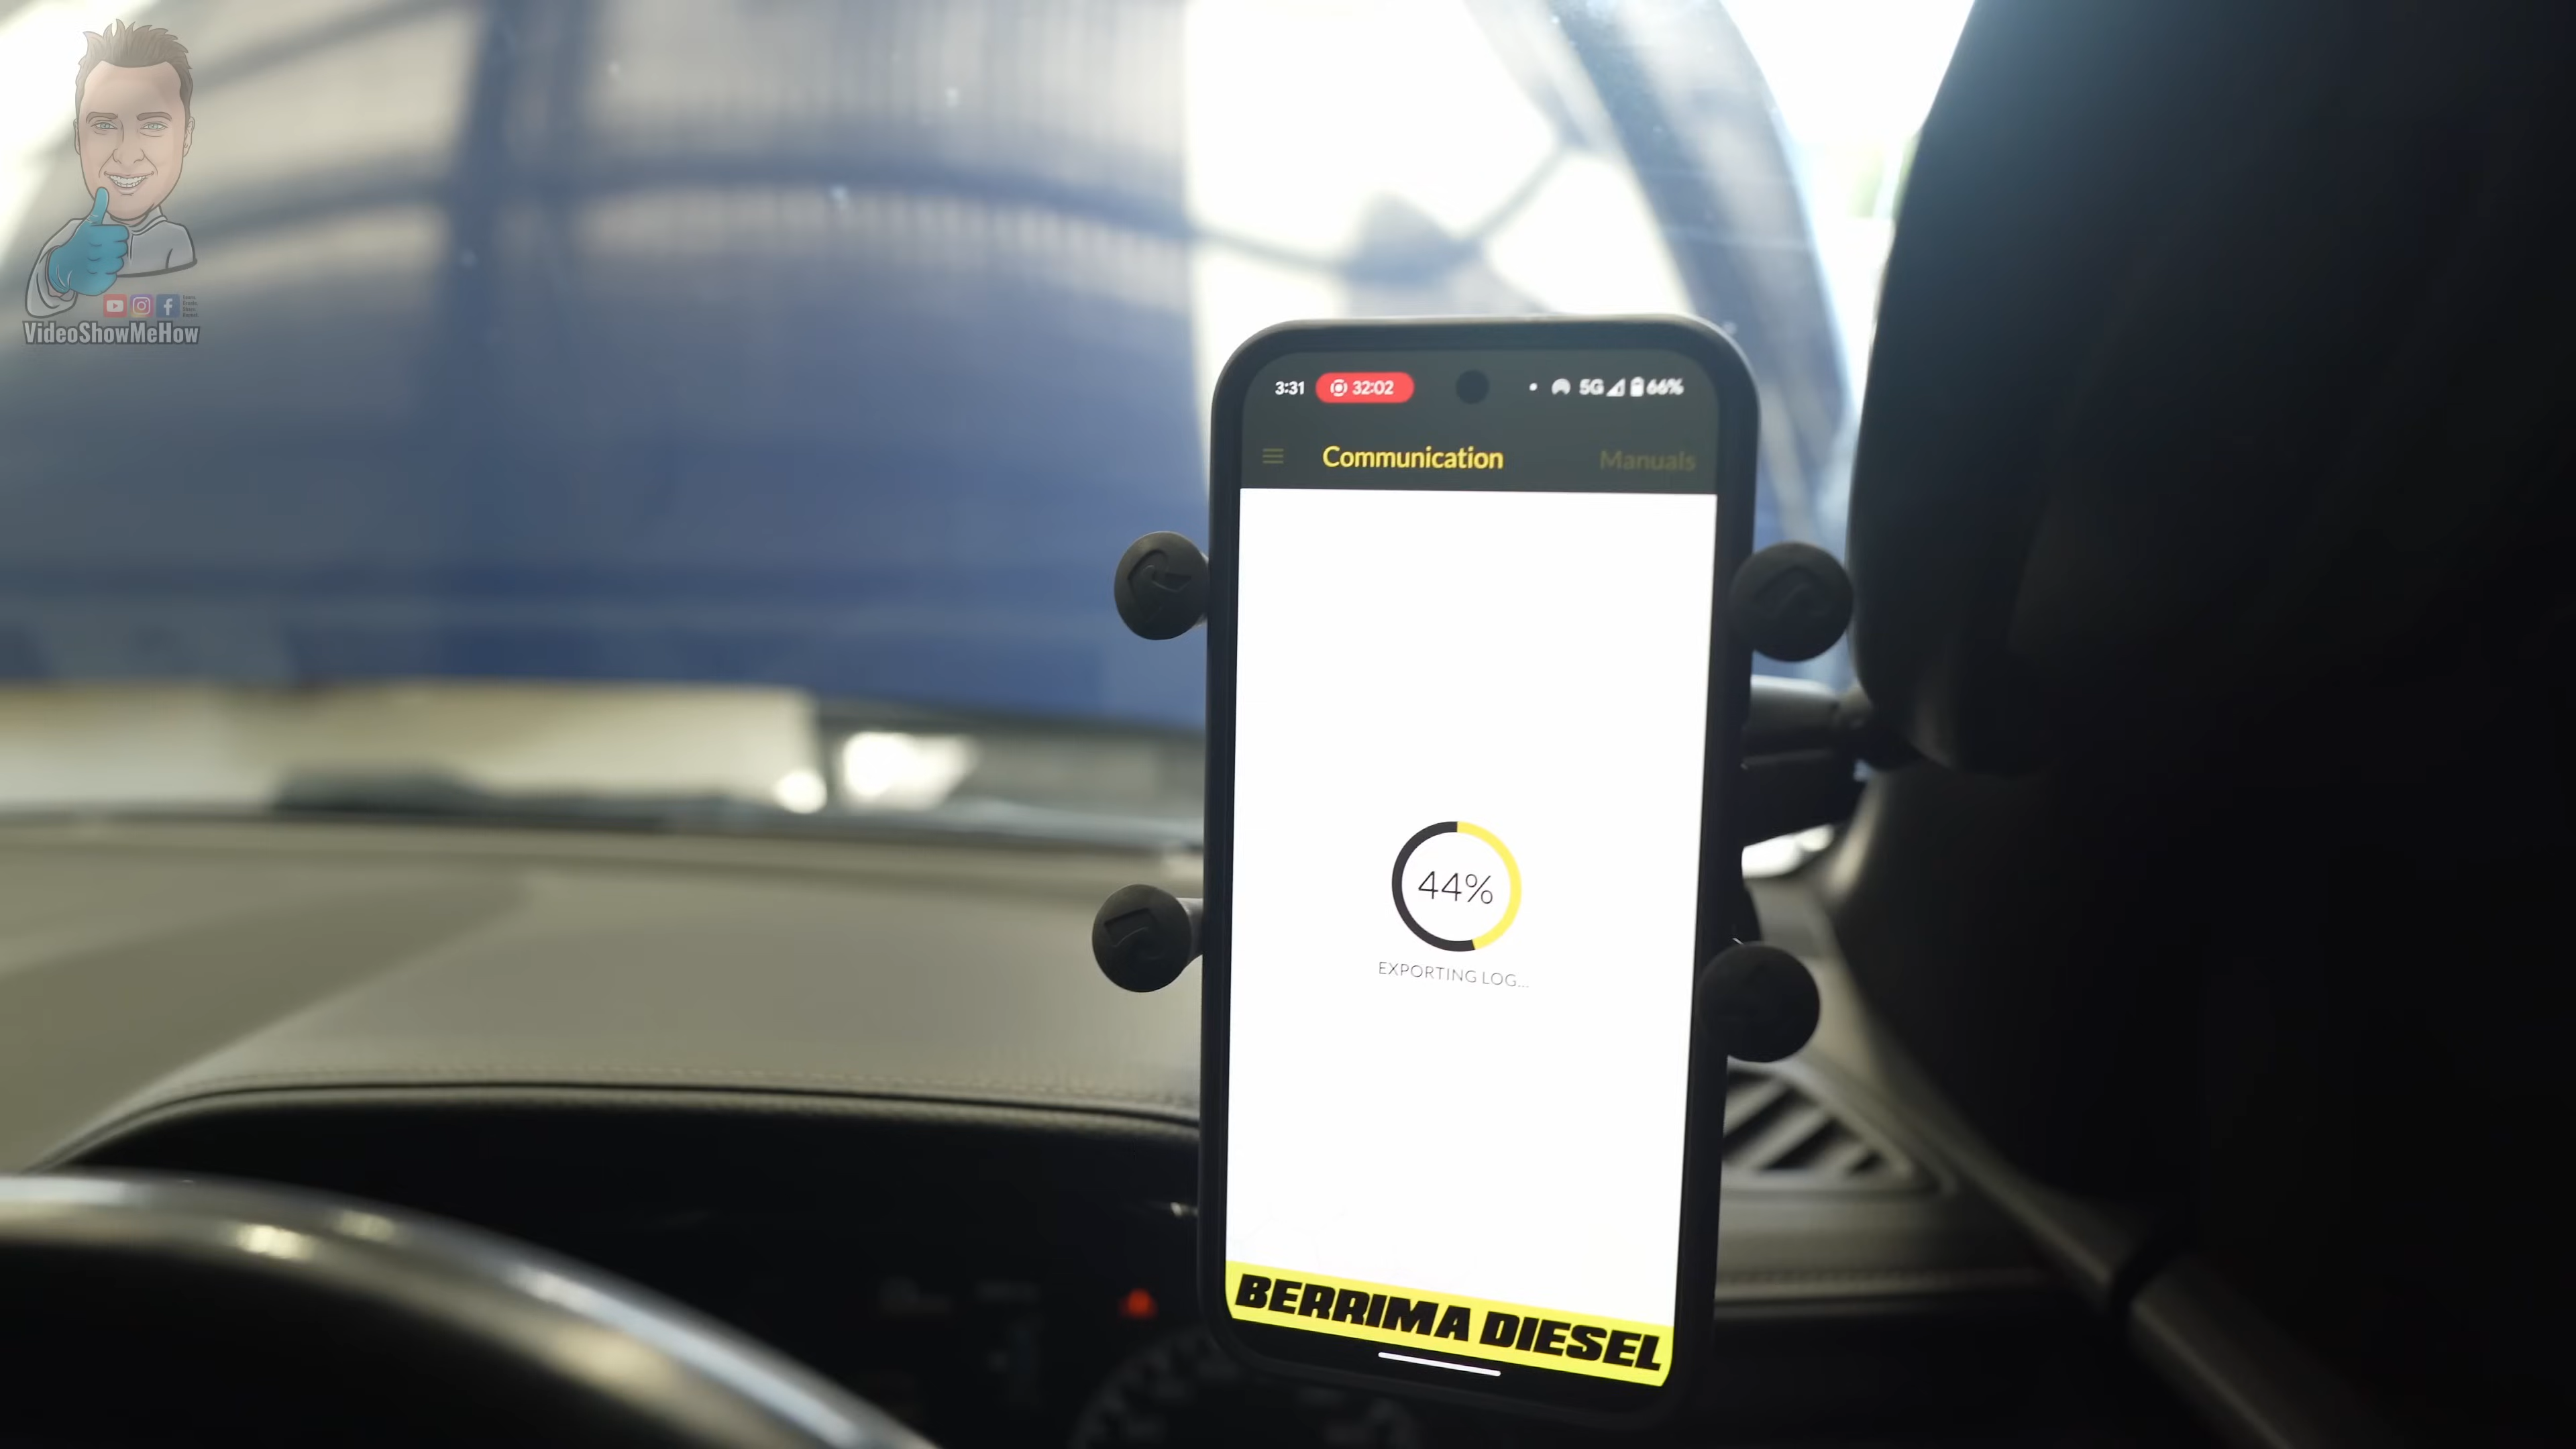 VideoShowMeHow
3:31
32:02
5G
66%
Communication
Manuals
44%
EXPORTING LOG...
BERRIMA DIESEL